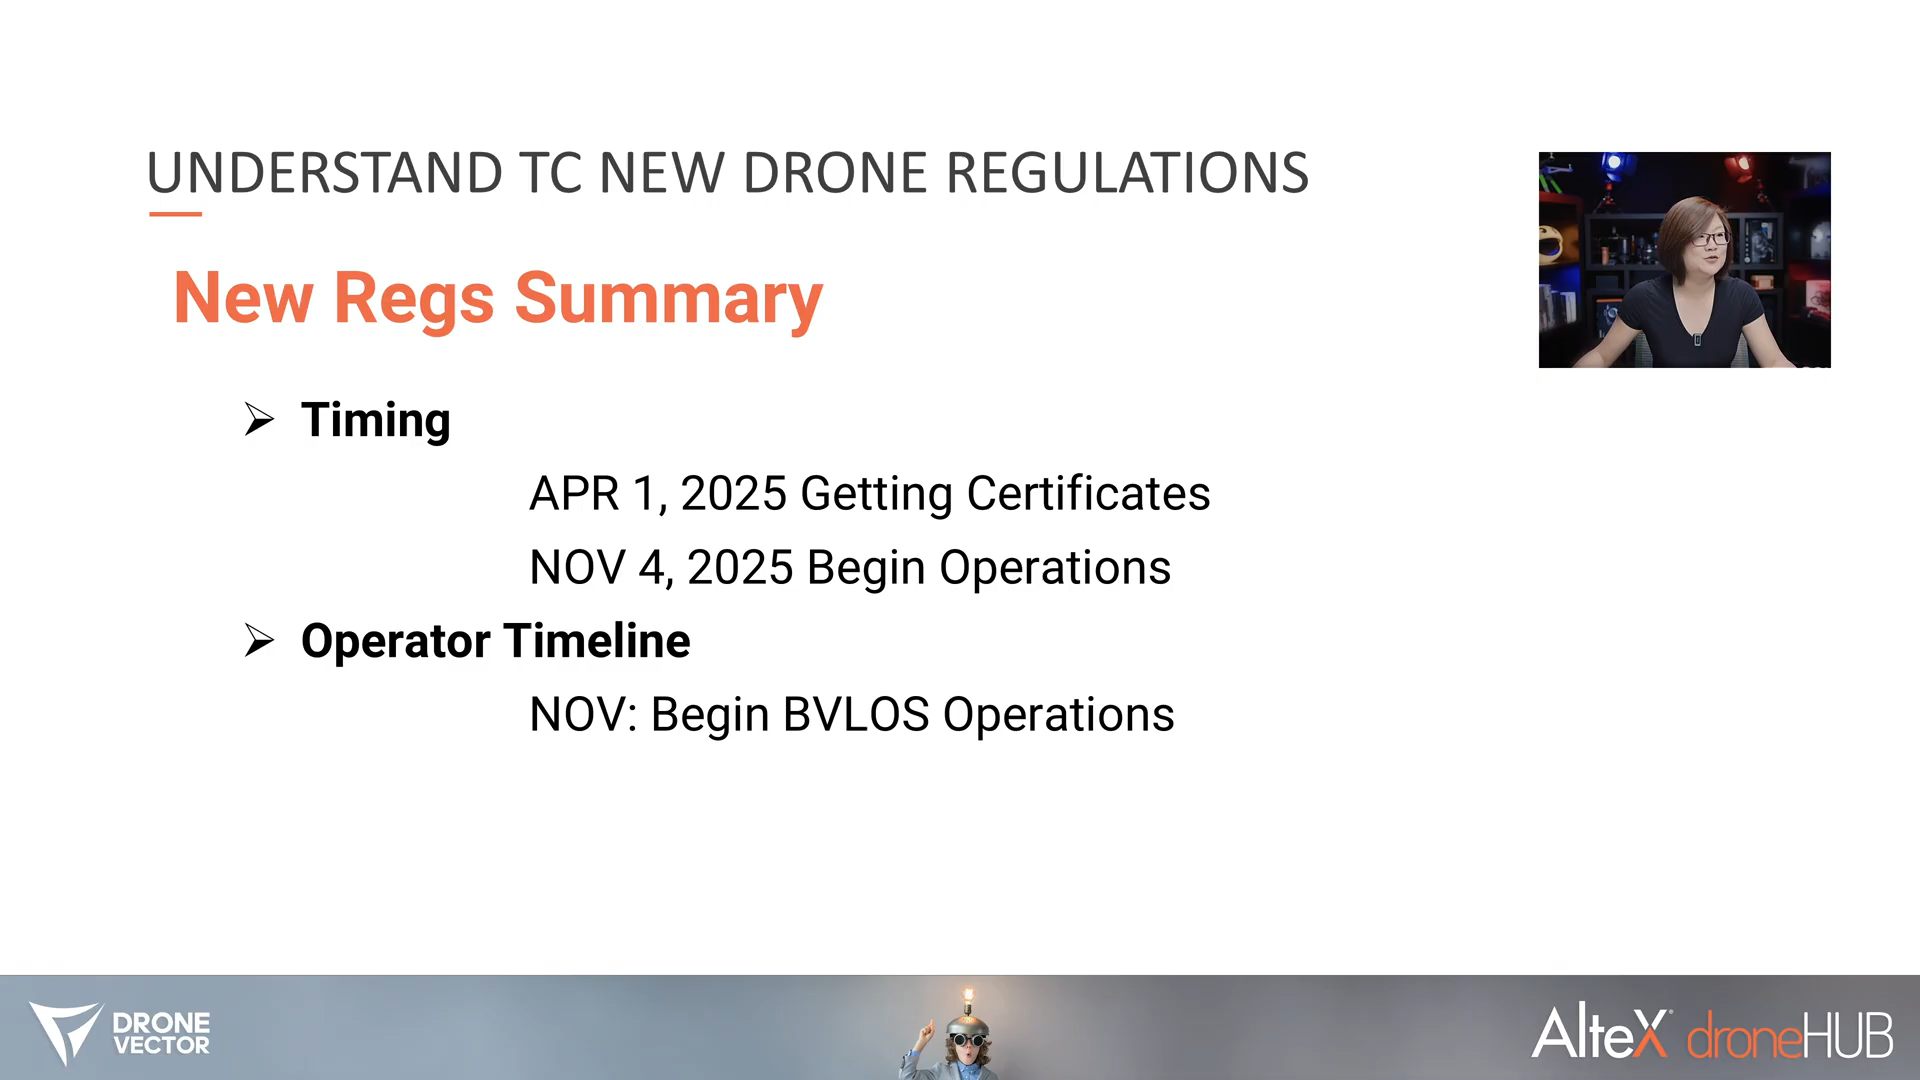 UNDERSTAND TC NEW DRONE REGULATIONS
New Regs Summary
Timing
APR 1, 2025 Getting Certificates
NOV 4, 2025 Begin Operations
Operator Timeline
NOV: Begin BVLOS Operations
DRONE
VECTOR
AlteX droneHUB